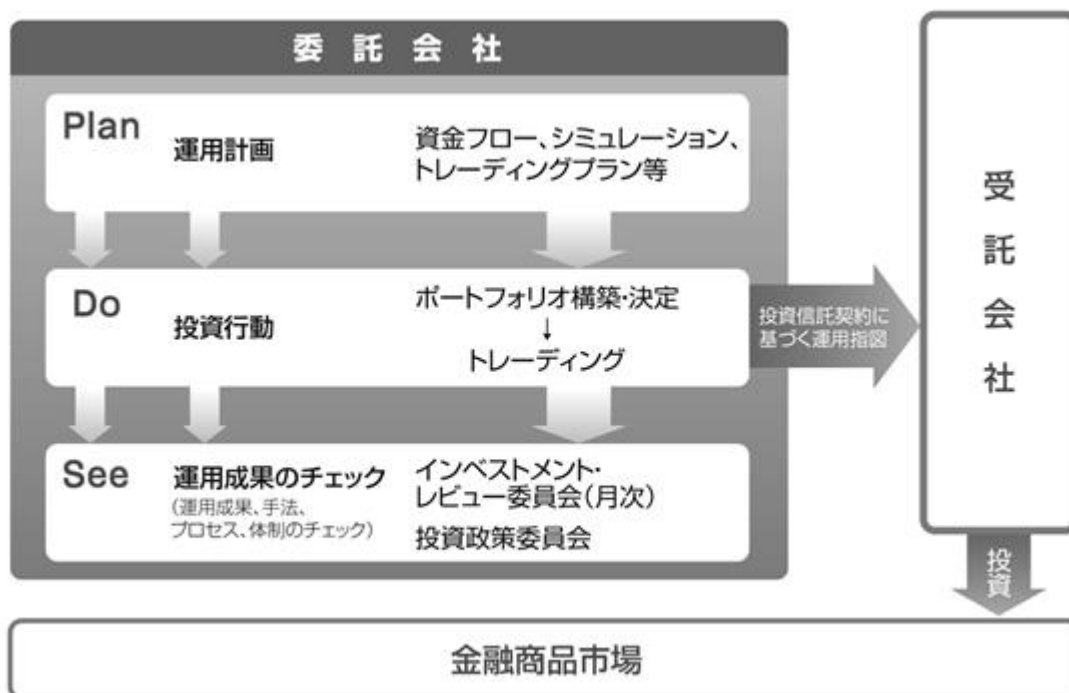 委託会社
Plan
運用計画
資金フロー、シミュレーション、
トレーディングプラン等
Do
投資行動
ポートフォリオ構築・決定
↓
トレーディング
投資信託契約に
基づく運用指図
See
運用成果のチェック
(運用成果、手法、
プロセス、体制のチェック)
インベストメント・
レビュー委員会(月次)
投資政策委員会
受託会社
投資
金融商品市場